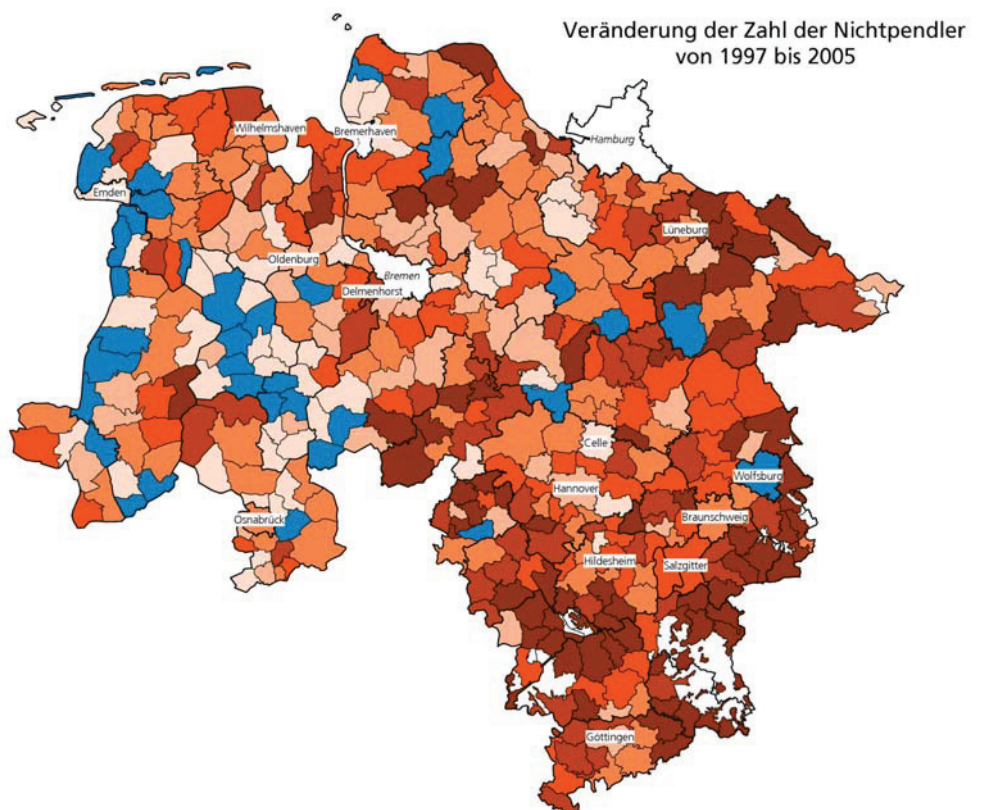 Veränderung der Zahl der Nichtpendler
von 1997 bis 2005
Wilhelmshaven
Bremerhaven
Hamburg
Emden
Lüneburg
Oldenburg
Bremen
Delmenhorst
Celle
Wolfsburg
Hannover
Braunschweig
Osnabrück
Hildesheim
Salzgitter
Göttingen